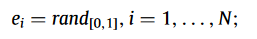 e_i = rand_[0,1], i = 1, . . . , N;